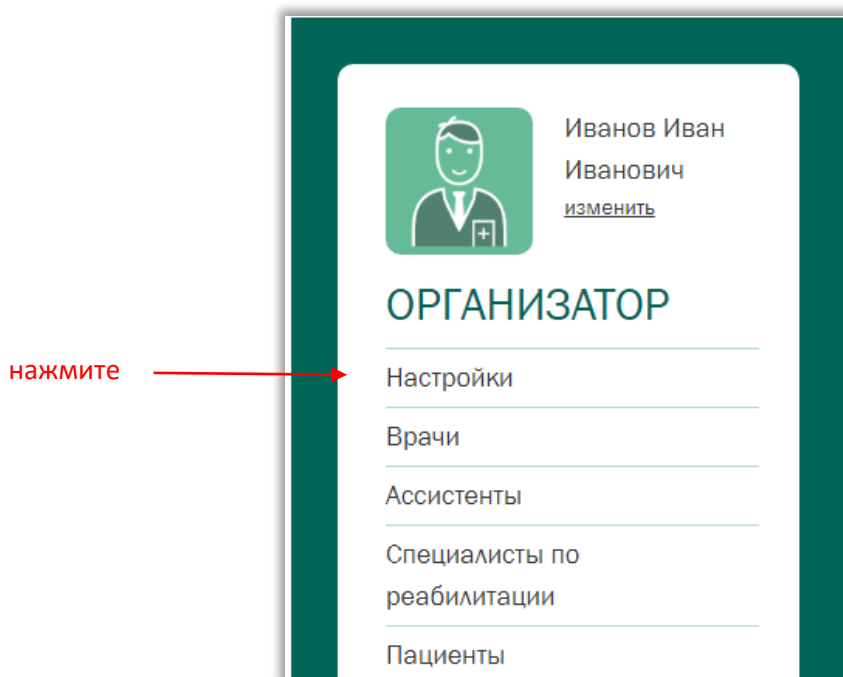 Иванов Иван
Иванович
изменить
ОРГАНИЗАТОР
нажмите
Настройки
Врачи
Ассистенты
Специалисты по
реабилитации
Пациенты